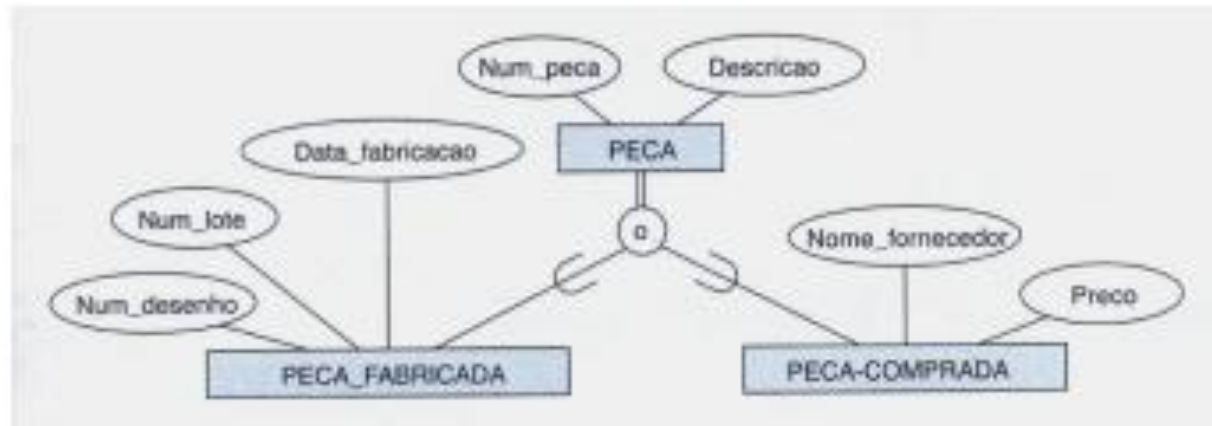 Num_peca
Descricao
PECA
Data_fabricacao
Num_lote
o
Nome_fornecedor
Num_desenho
Preco
PECA_FABRICADA
PECA-COMPRADA